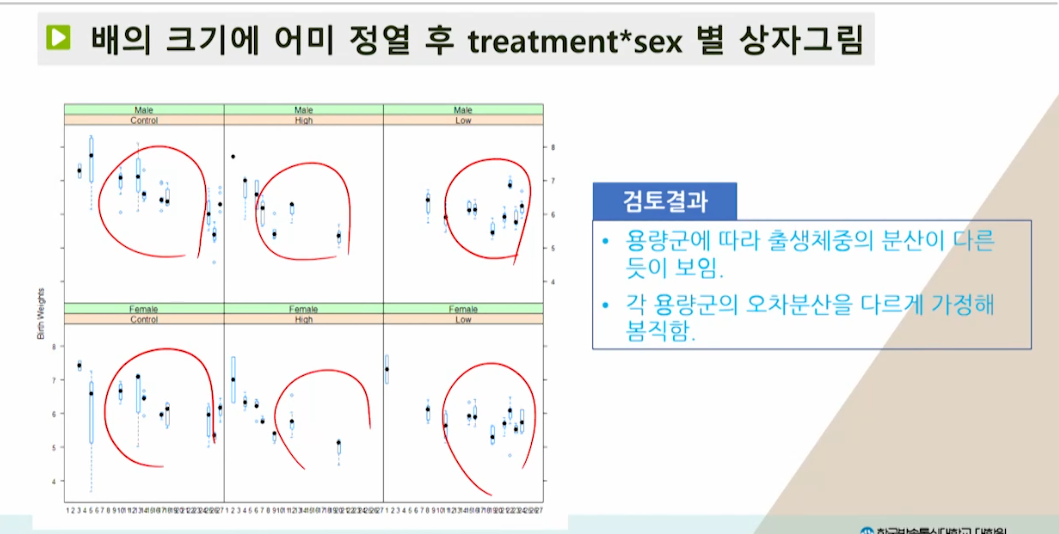 배의 크기에 어미 정열 후 treatment*sex 별 상자그림
Male Male Male
Control High Low
8
7
6
5
4
Female Female Female
Control High Low
8
7
6
5
4
Birth Weights
검토결과
• 용량군에 따라 출생체중의 분산이 다른
듯이 보임.
• 각 용량군의 오차분산을 다르게 가정해
봄직함.